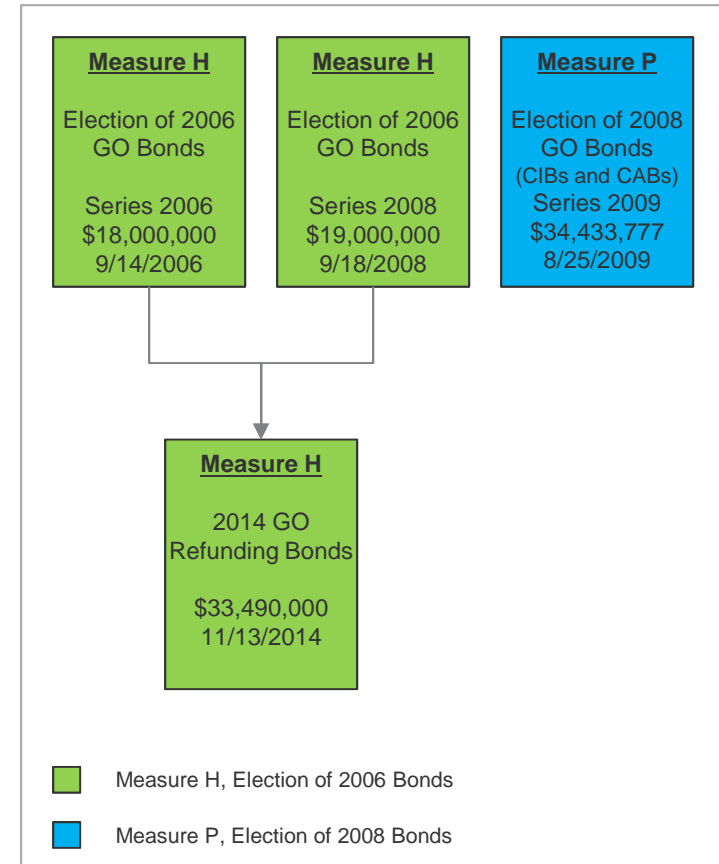 Measure H
Election of 2006
GO Bonds
Series 2006
$18,000,000
9/14/2006
Measure H
Election of 2006
GO Bonds
Series 2008
$19,000,000
9/18/2008
Measure P
Election of 2008
GO Bonds
(CIBs and CABs)
Series 2009
$34,433,777
8/25/2009
Measure H
2014 GO
Refunding Bonds
$33,490,000
11/13/2014
Measure H, Election of 2006 Bonds
Measure P, Election of 2008 Bonds